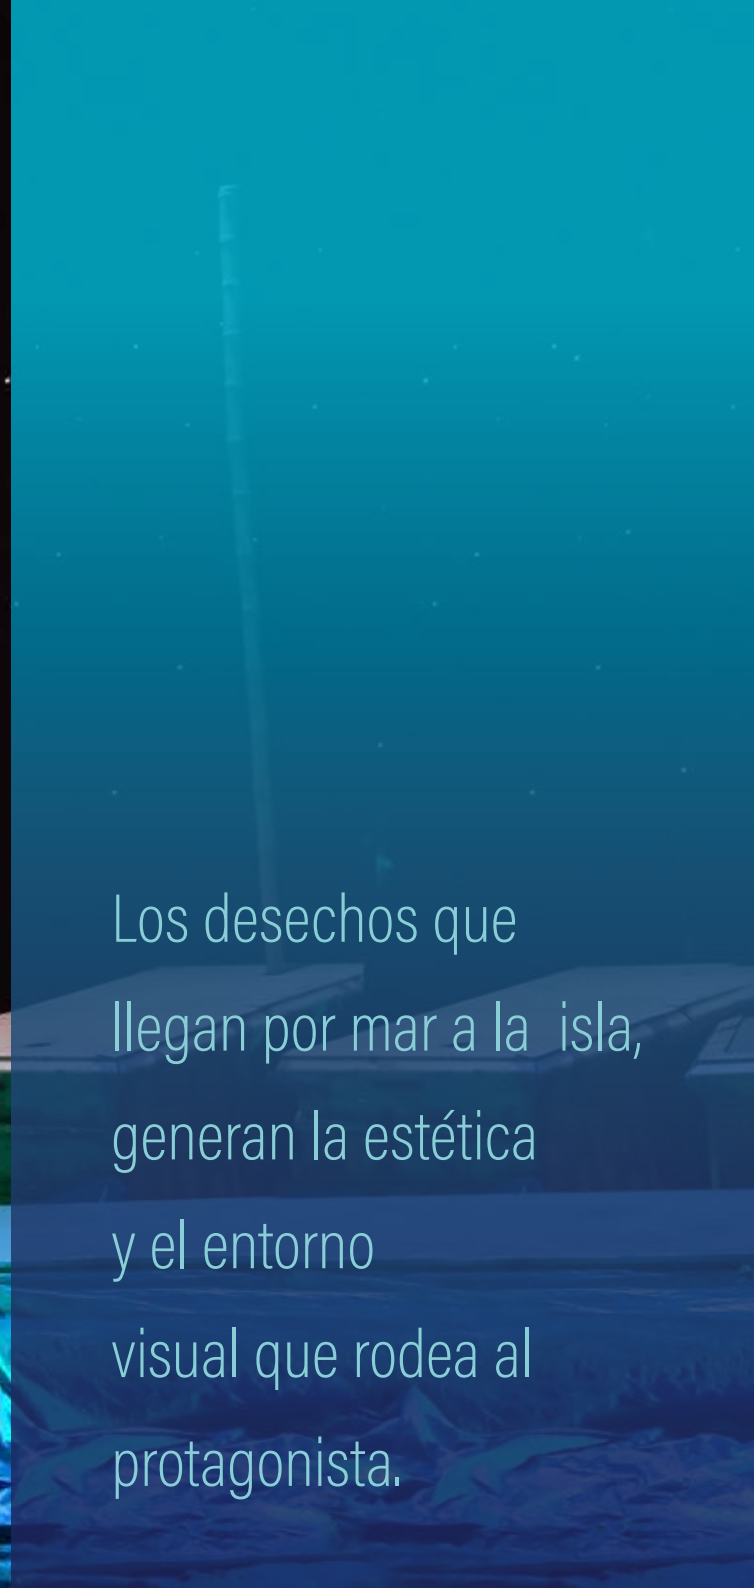 Los desechos que
llegan por mar a la  isla,
generan la estética
y el entorno
visual que rodea al
protagonista.